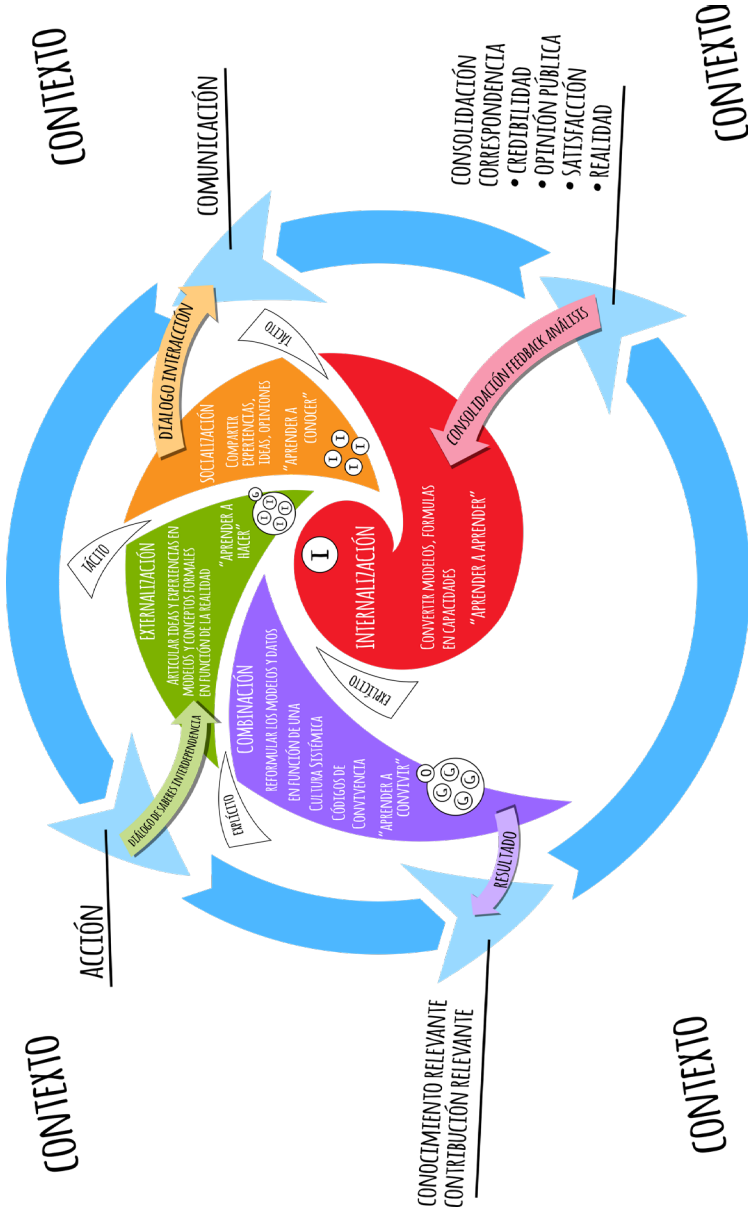 CONTEXTO
CONTEXTO
ACCIÓN
COMUNICACIÓN
DIÁLOGO DE SABERES INTERDEPENDENCIA
DIALOGO INTERACCIÓN
TÁCITO
EXTERNALIZACIÓN
ARTICULAR IDEAS Y EXPERIENCIAS EN
MODELOS Y CONCEPTOS FORMALES
EN FUNCIÓN DE LA REALIDAD
"APRENDER A
HACER"
G
I
I
I
I
I
SOCIALIZACIÓN
COMPARTIR
EXPERIENCIAS,
IDEAS, OPINIONES
"APRENDER A
CONOCER"
I
I
I
I
I
TÁCITO
EXPLÍCITO
COMBINACIÓN
REFORMULAR LOS MODELOS Y DATOS
EN FUNCIÓN DE UNA
CULTURA SISTÉMICA
CÓDIGOS DE
CONVIVENCIA
"APRENDER A
CONVIVIR"
O
G
G
G
G
EXPLÍCITO
I
INTERNALIZACIÓN
CONVERTIR MODELOS, FORMULAS
EN CAPACIDADES
"APRENDER A APRENDER"
RESULTADO
CONSOLIDACIÓN FEEDBACK ANÁLISIS
CONOCIMIENTO RELEVANTE
CONTRIBUCIÓN RELEVANTE
CONSOLIDACIÓN
CORRESPONDENCIA
• CREDIBILIDAD
• OPINIÓN PÚBLICA
• SATISFACCIÓN
• REALIDAD
CONTEXTO
CONTEXTO